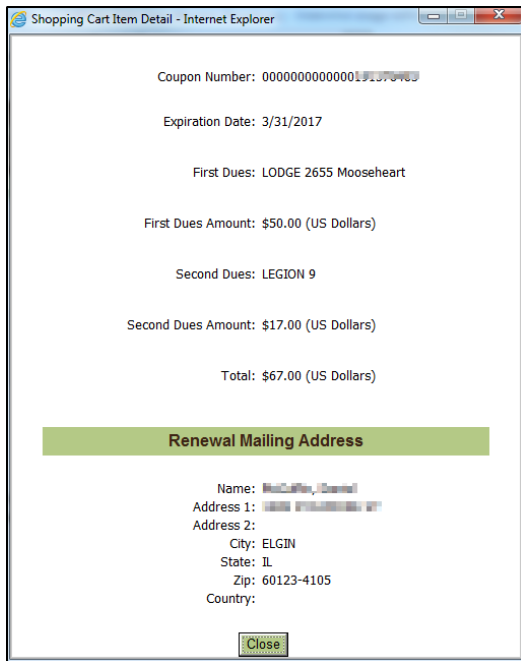 Shopping Cart Item Detail - Internet Explorer
Coupon Number:
Expiration Date: 3/31/2017
First Dues: LODGE 2655 Mooseheart
First Dues Amount: $50.00 (US Dollars)
Second Dues: LEGION 9
Second Dues Amount: $17.00 (US Dollars)
Total: $67.00 (US Dollars)
Renewal Mailing Address
Name:
Address 1:
Address 2:
City: ELGIN
State: IL
Zip: 60123-4105
Country:
Close